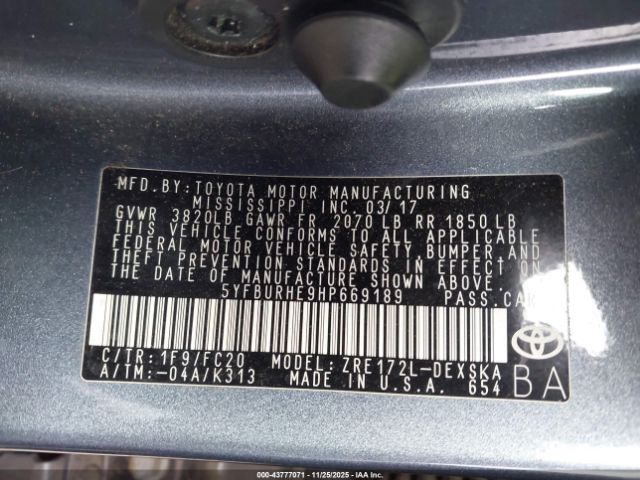 MFD. BY: TOYOTA MOTOR MANUFACTURING
MISSISSIPPI INC. 03/17
GVWR 3820LB GAWR FR 2070 LB RR 1850 LB
THIS VEHICLE CONFORMS TO ALL APPLICABLE
FEDERAL MOTOR VEHICLE SAFETY, BUMPER, AND
THEFT PREVENTION STANDARDS IN EFFECT ON
THE DATE OF MANUFACTURE SHOWN ABOVE.
5YFBURHE9HP669189 PASS.CAR
C/TR: 1F9/FC20 MODEL: ZRE172L-DEXSKA
A/TM: -04A/K313 MADE IN U.S.A. 654
BA
00-43777071 - 11/25/2025 - Copyright IAA, LLC